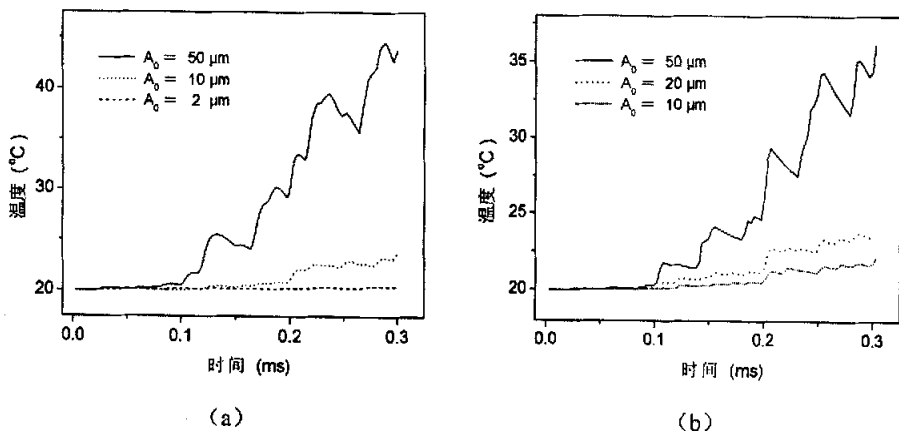 A₀ = 50 μm
A₀ = 10 μm
A₀ = 2 μm
40
30
20
温度 (°C)
0.0 0.1 0.2 0.3
时间 (ms)
(a)
A₀ = 50 μm
A₀ = 20 μm
A₀ = 10 μm
35
30
25
20
温度 (°C)
0.0 0.1 0.2 0.3
时间 (ms)
(b)